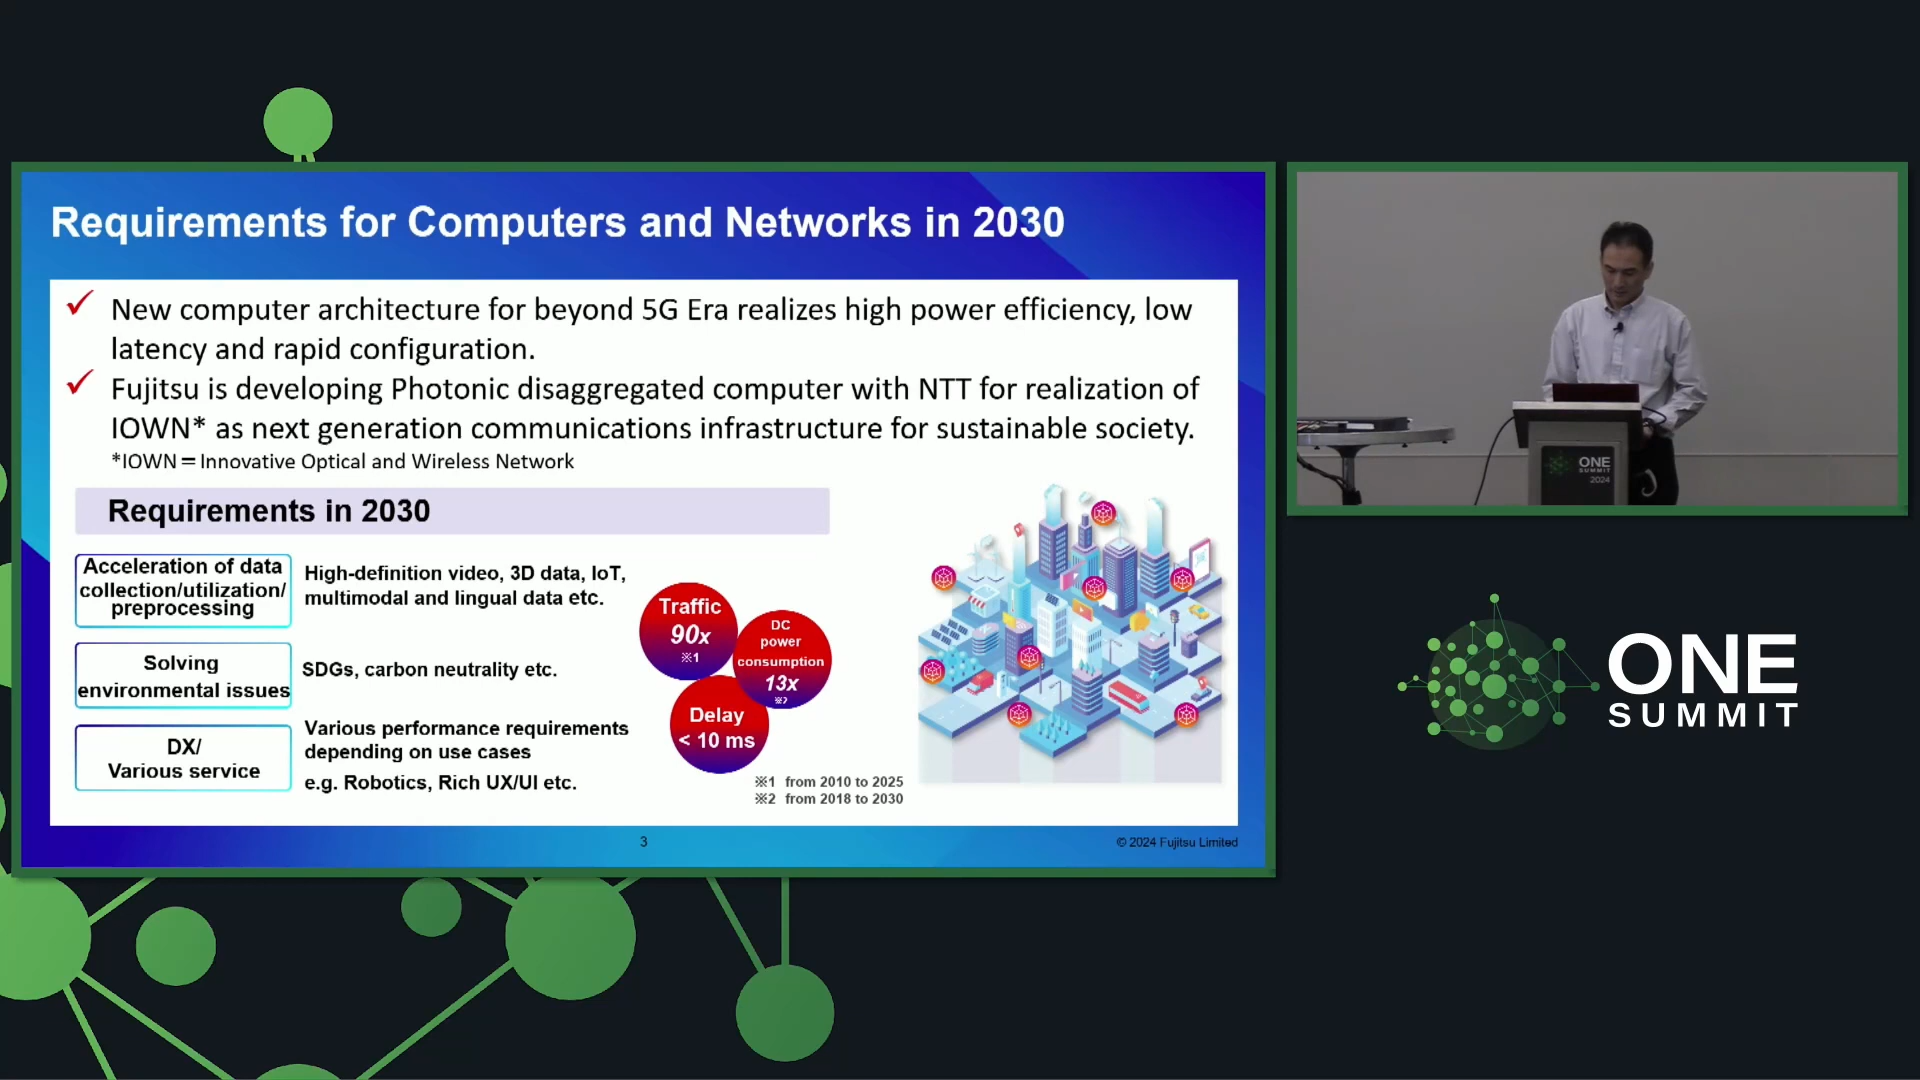 Requirements for Computers and Networks in 2030
New computer architecture for beyond 5G Era realizes high power efficiency, low
latency and rapid configuration.
Fujitsu is developing Photonic disaggregated computer with NTT for realization of
IOWN* as next generation communications infrastructure for sustainable society.
*IOWN＝Innovative Optical and Wireless Network
Requirements in 2030
Acceleration of data
collection/utilization/
preprocessing
High-definition video, 3D data, IoT,
multimodal and lingual data etc.
Solving
environmental issues
SDGs, carbon neutrality etc.
DX/
Various service
Various performance requirements
depending on use cases
e.g. Robotics, Rich UX/UI etc.
Traffic
90x
※1
DC
power
consumption
13x
※2
Delay
< 10 ms
※1 from 2010 to 2025
※2 from 2018 to 2030
3
© 2024 Fujitsu Limited
ONE
SUMMIT
2024
ONE
SUMMIT